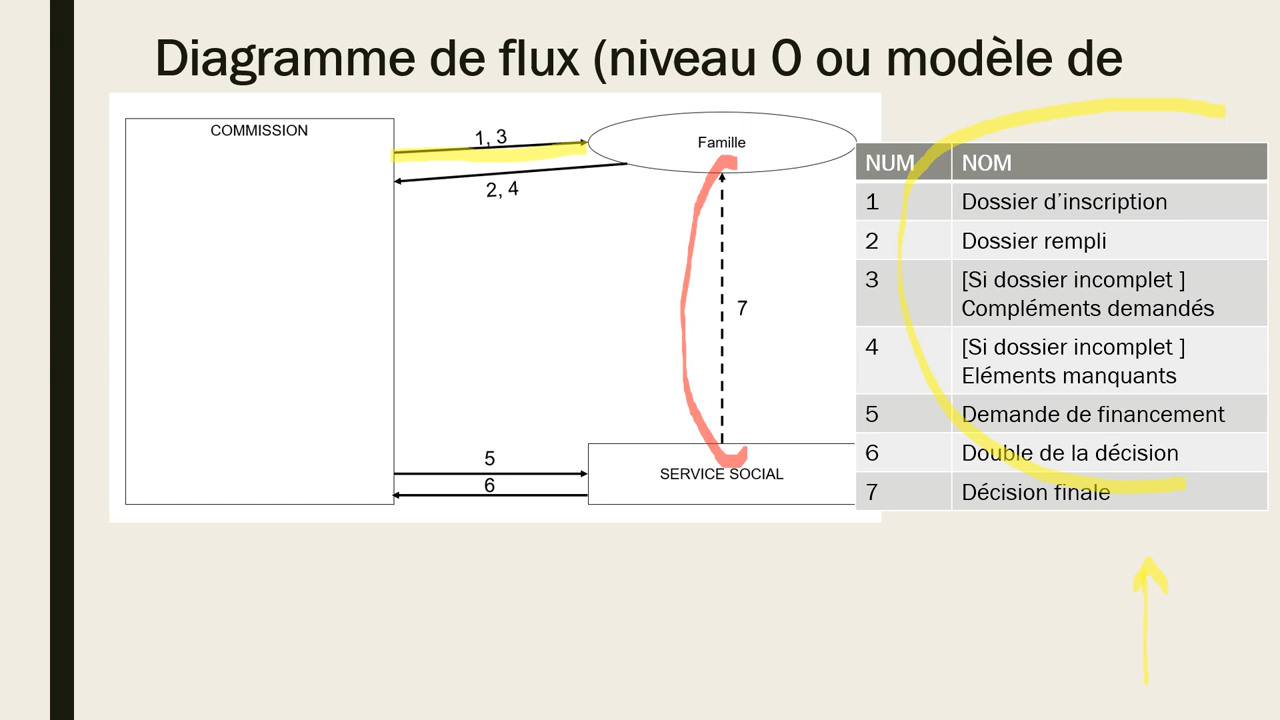 Diagramme de flux (niveau 0 ou modèle de
COMMISSION
1, 3
Famille
2, 4
7
5
6
SERVICE SOCIAL
NUM NOM
1 Dossier d’inscription
2 Dossier rempli
3 [Si dossier incomplet ]
Compléments demandés
4 [Si dossier incomplet ]
Eléments manquants
5 Demande de financement
6 Double de la décision
7 Décision finale